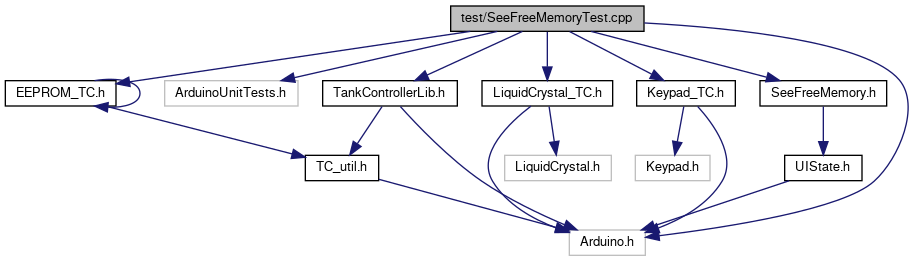 test/SeeFreeMemoryTest.cpp
EEPROM_TC.h
ArduinoUnitTests.h
TankControllerLib.h
LiquidCrystal_TC.h
Keypad_TC.h
SeeFreeMemory.h
TC_util.h
LiquidCrystal.h
Keypad.h
UIState.h
Arduino.h